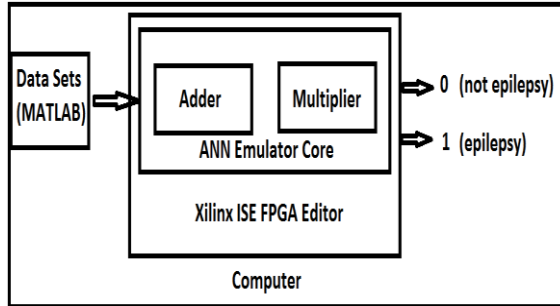 Data Sets
(MATLAB)
Adder
Multiplier
ANN Emulator Core
0 (not epilepsy)
1 (epilepsy)
Xilinx ISE FPGA Editor
Computer